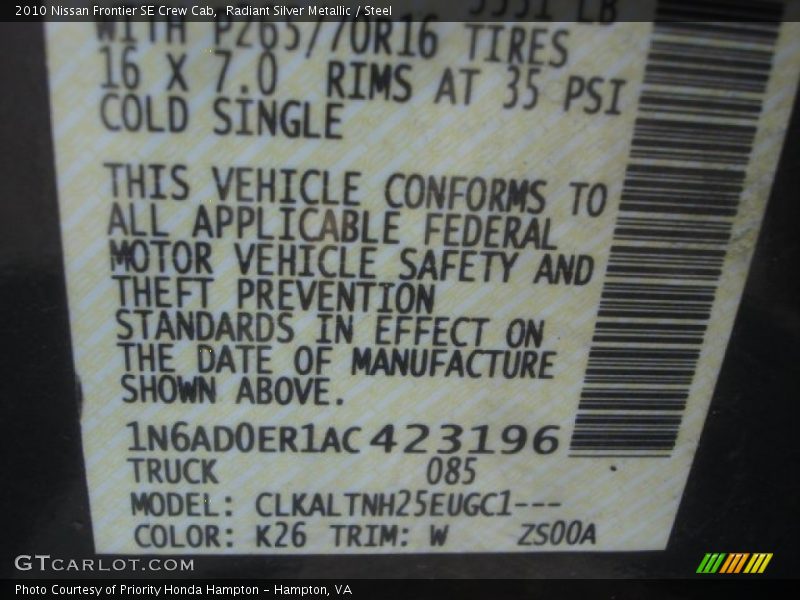 2010 Nissan Frontier SE Crew Cab, Radiant Silver Metallic / Steel
5551 LB
WITH P265/70R16 TIRES
16 X 7.0 RIMS AT 35 PSI
COLD SINGLE
THIS VEHICLE CONFORMS TO
ALL APPLICABLE FEDERAL
MOTOR VEHICLE SAFETY AND
THEFT PREVENTION
STANDARDS IN EFFECT ON
THE DATE OF MANUFACTURE
SHOWN ABOVE.
1N6AD0ER1AC423196
TRUCK 085
MODEL: CLKALTNH25EUGC1---
COLOR: K26 TRIM: W ZS00A
GTCARLOT.COM
Photo Courtesy of Priority Honda Hampton - Hampton, VA